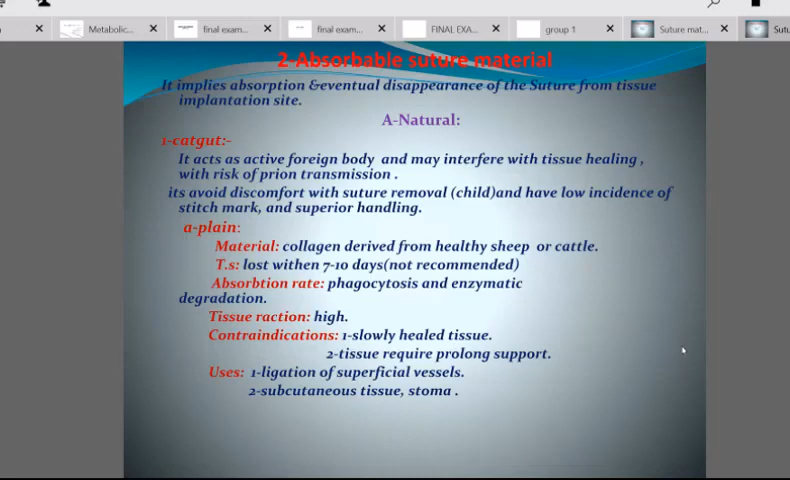 Metabolic...
final exam...
final exam...
FINAL EXA...
group 1
Suture mat...
Sutu
2-Absorbable suture material
It implies absorption &eventual disappearance of the Suture from tissue
implantation site.
A-Natural:
1-catgut:-
It acts as active foreign body and may interfere with tissue healing ,
with risk of prion transmission .
its avoid discomfort with suture removal (child)and have low incidence of
stitch mark, and superior handling.
a-plain:
Material: collagen derived from healthy sheep or cattle.
T.s: lost withen 7-10 days(not recommended)
Absorbtion rate: phagocytosis and enzymatic
degradation.
Tissue raction: high.
Contraindications: 1-slowly healed tissue.
2-tissue require prolong support.
Uses: 1-ligation of superficial vessels.
2-subcutaneous tissue, stoma .